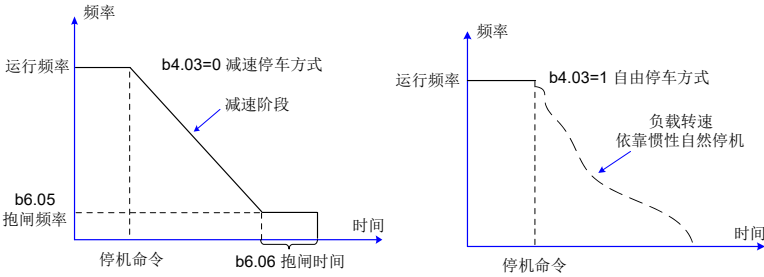 频率
运行频率
b4.03=0 减速停车方式
减速阶段
b6.05
抱闸频率
时间
停机命令
b6.06 抱闸时间
频率
运行频率
b4.03=1 自由停车方式
负载转速
依靠惯性自然停机
时间
停机命令